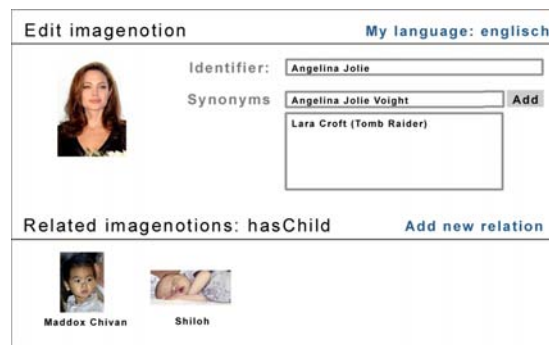 Edit imagenotion My language: englisch
Identifier: Angelina Jolie
Synonyms Angelina Jolie Voight Add
Lara Croft (Tomb Raider)
Related imagenotions: hasChild Add new relation
Maddox Chivan Shiloh